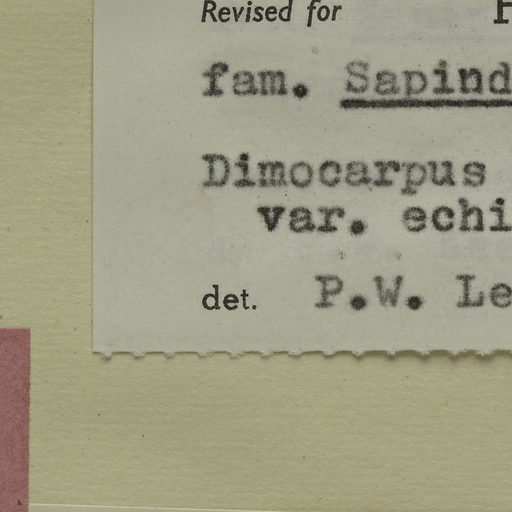 Revised for F
fam. Sapind
Dimocarpus
var. echi
det. P.W. Le